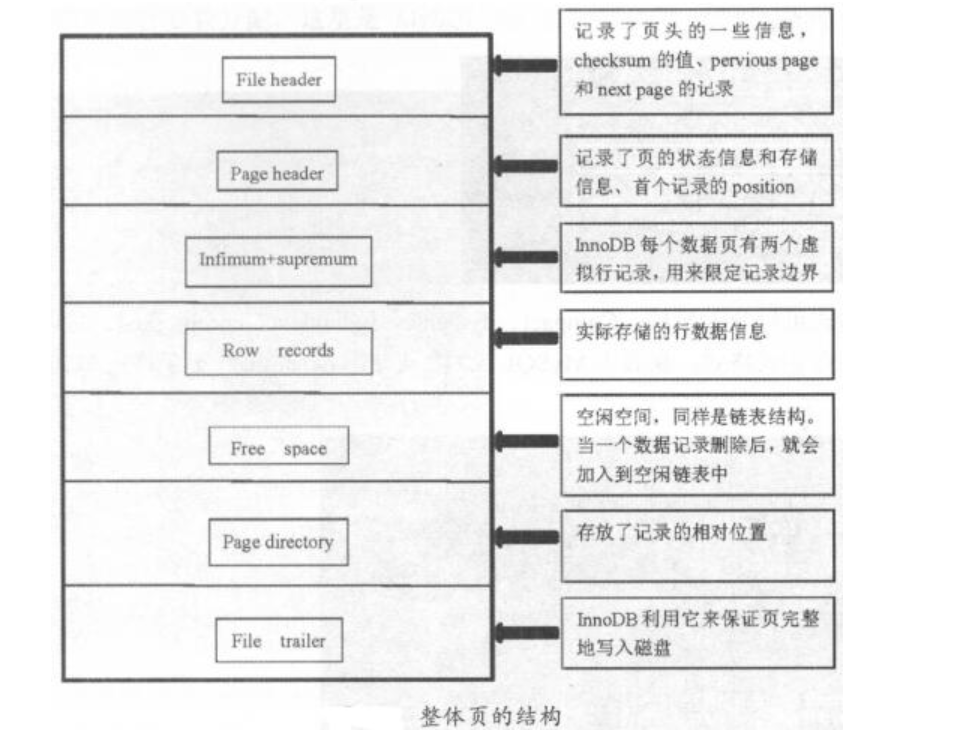 File header
记录了页头的一些信息，
checksum 的值、pervious page
和 next page 的记录
Page header
记录了页的状态信息和存储
信息、首个记录的 position
Infimum+supremum
InnoDB 每个数据页有两个虚
拟行记录，用来限定记录边界
Row records
实际存储的行数据信息
Free space
空闲空间，同样是链表结构。
当一个数据记录删除后，就会
加入到空闲链表中
Page directory
存放了记录的相对位置
File trailer
InnoDB 利用它来保证页完整
地写入磁盘
整体页的结构